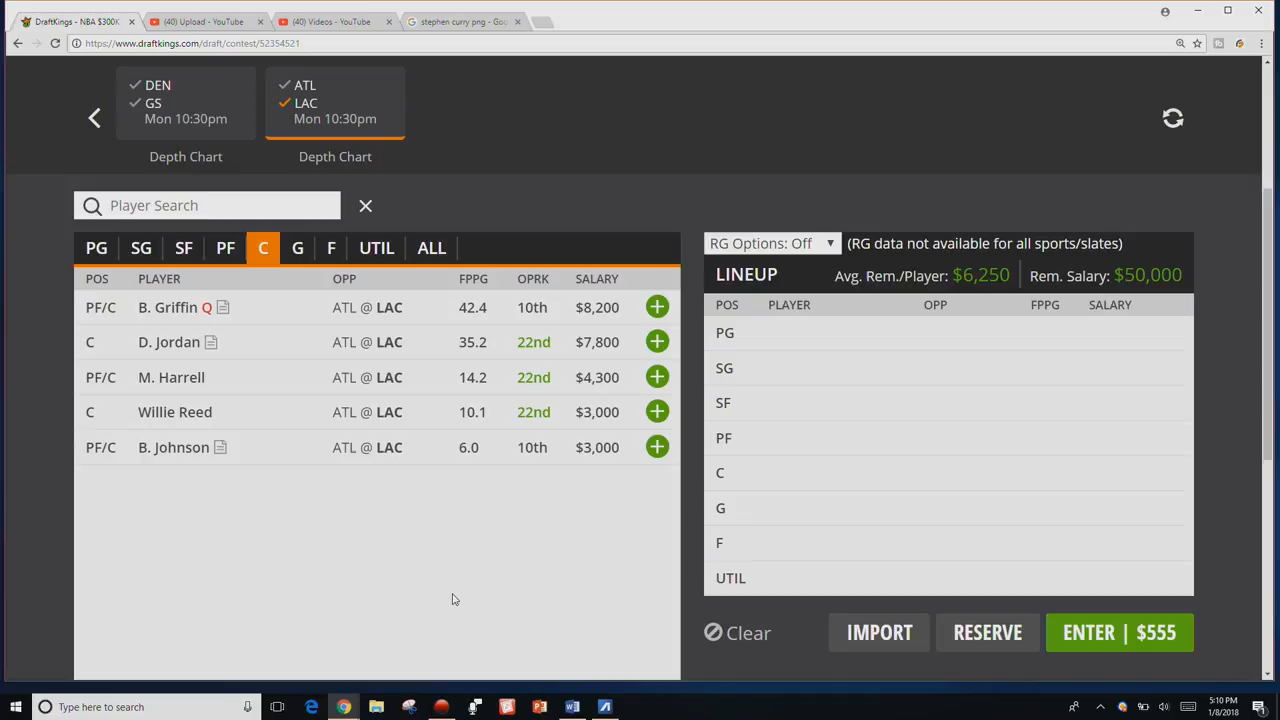 DraftKings - NBA $300K
(40) Upload - YouTube
(40) Videos - YouTube
stephen curry png - Goo
https://www.draftkings.com/draft/contest/52354521
DEN
GS
Mon 10:30pm
ATL
LAC
Mon 10:30pm
Depth Chart
Depth Chart
Player Search
PG SG SF PF C G F UTIL ALL
POS PLAYER OPP FPPG OPRK SALARY
PF/C B. Griffin Q ATL @ LAC 42.4 10th $8,200
C D. Jordan ATL @ LAC 35.2 22nd $7,800
PF/C M. Harrell ATL @ LAC 14.2 22nd $4,300
C Willie Reed ATL @ LAC 10.1 22nd $3,000
PF/C B. Johnson ATL @ LAC 6.0 10th $3,000
RG Options: Off (RG data not available for all sports/slates)
LINEUP Avg. Rem./Player: $6,250 Rem. Salary: $50,000
POS PLAYER OPP FPPG SALARY
PG
SG
SF
PF
C
G
F
UTIL
Clear IMPORT RESERVE ENTER | $555
Type here to search
5:10 PM
1/8/2018